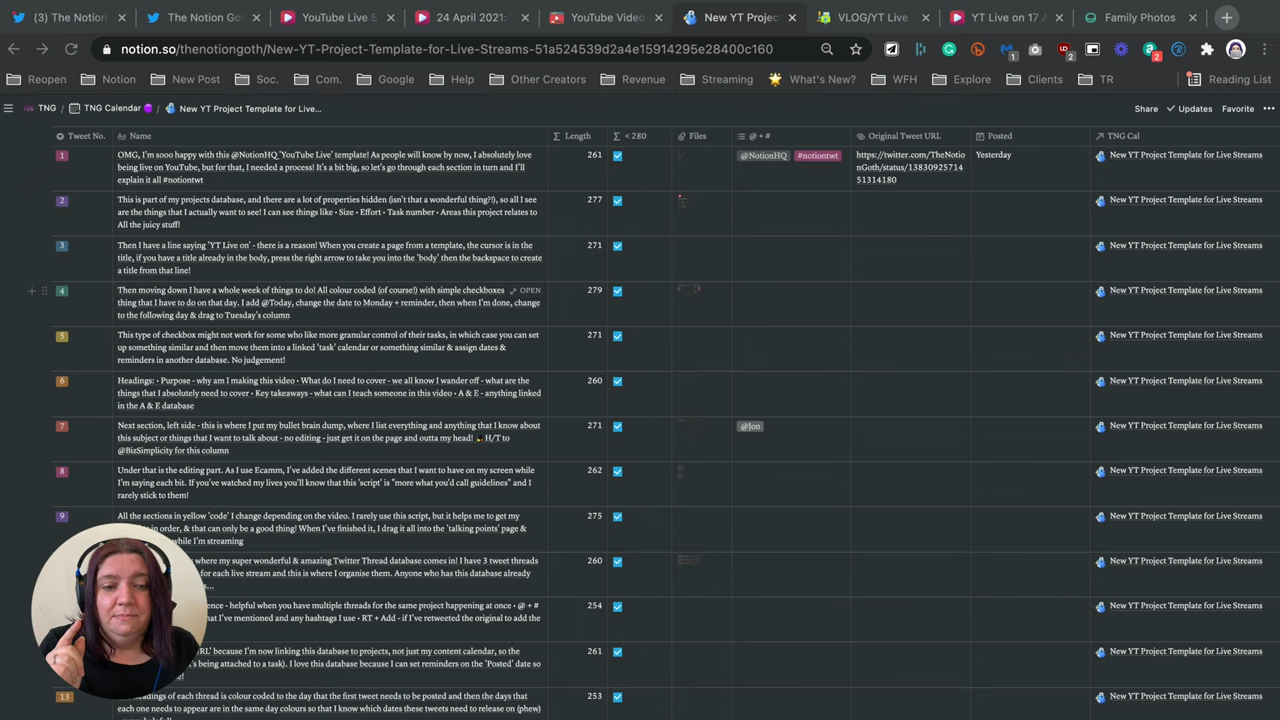 The Notion
The Notion Go
YouTube Live S
24 April 2021:
YouTube Video
New YT Projec
VLOG/YT Live
YT Live on 17 A
Family Photos
notion.so/thenotiongoth/New-YT-Project-Template-for-Live-Streams-51a524539d2a4e15914295e28400c160
Reopen
Notion
New Post
Soc.
Com.
Google
Help
Other Creators
Revenue
Streaming
What's New?
WFH
Explore
Clients
TR
Reading List
TNG / TNG Calendar / New YT Project Template for Live...
Share
Updates
Favorite
Tweet No.
Name
Length
< 280
Files
@ + #
Original Tweet URL
Posted
TNG Cal
1
OMG, I'm sooo happy with this @NotionHQ 'YouTube Live' template! As people will know by now, I absolutely love
being live on YouTube, but for that, I needed a process! It's a bit big, so let's go through each section in turn and I'll
explain it all #notiontwt
261
@NotionHQ #notiontwt
https://twitter.com/TheNotio
nGoth/status/13830925714
51314180
Yesterday
New YT Project Template for Live Streams
2
This is part of my projects database, and there are a lot of properties hidden (isn't that a wonderful thing?!), so all I see
are the things that I actually want to see! I can see things like • Size • Effort • Task number • Areas this project relates to
All the juicy stuff!
277
New YT Project Template for Live Streams
3
Then I have a line saying 'YT Live on' - there is a reason! When you create a page from a template, the cursor is in the
title, if you have a title already in the body, press the right arrow to take you into the 'body' then the backspace to create
a title from that line!
271
New YT Project Template for Live Streams
4
Then moving down I have a whole week of things to do! All colour coded (of course!) with simple checkboxes
OPEN
thing that I have to do on that day. I add @Today, change the date to Monday + reminder, then when I'm done, change
to the following day & drag to Tuesday's column
279
New YT Project Template for Live Streams
5
This type of checkbox might not work for some who like more granular control of their tasks, in which case you can set
up something similar and then move them into a linked 'task' calendar or something similar & assign dates &
reminders in another database. No judgement!
271
New YT Project Template for Live Streams
6
Headings: • Purpose - why am I making this video • What do I need to cover - we all know I wander off - what are the
things that I absolutely need to cover • Key takeaways - what can I teach someone in this video • A & E - anything linked
in the A & E database
260
New YT Project Template for Live Streams
7
Next section, left side - this is where I put my bullet brain dump, where I list everything and anything that I know about
this subject or things that I want to talk about - no editing - just get it on the page and outta my head! H/T to
@BizSimplicity for this column
271
@Jon
New YT Project Template for Live Streams
8
Under that is the editing part. As I use Ecamm, I've added the different scenes that I want to have on my screen while
I'm saying each bit. If you've watched my lives you'll know that this 'script' is "more what you'd call guidelines" and I
rarely stick to them!
262
New YT Project Template for Live Streams
9
All the sections in yellow 'code' I change depending on the video. I rarely use this script, but it helps me to get my
in order, & that can only be a good thing! When I've finished it, I drag it all into the 'talking points' page &
while I'm streaming
275
New YT Project Template for Live Streams
where my super wonderful & amazing Twitter Thread database comes in! I have 3 tweet threads
for each live stream and this is where I organise them. Anyone who has this database already
260
New YT Project Template for Live Streams
ence - helpful when you have multiple threads for the same project happening at once • @ + #
that I've mentioned and any hashtags I use • RT + Add - if I've retweeted the original to add the
254
New YT Project Template for Live Streams
URL' because I'm now linking this database to projects, not just my content calendar, so the
's being attached to a task). I love this database because I can set reminders on the 'Posted' date so
261
New YT Project Template for Live Streams
13
headings of each thread is colour coded to the day that the first tweet needs to be posted and then the days that
each one needs to appear are in the same day colours so that I know which dates these tweets need to release on (phew)
253
New YT Project Template for Live Streams